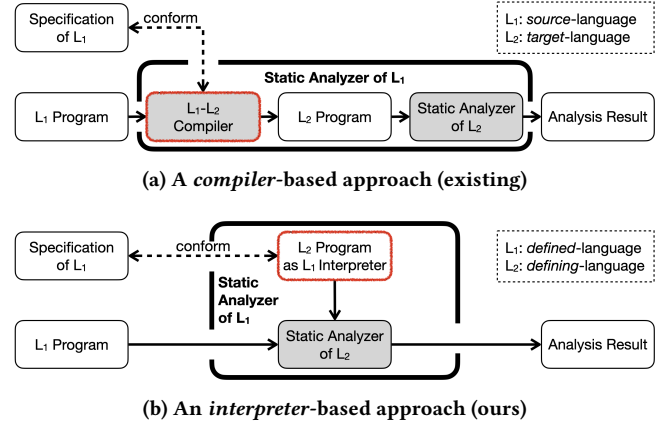 Specification
of L₁
conform
L₁: source-language
L₂: target-language
Static Analyzer of L₁
L₁ Program
L₁-L₂
Compiler
L₂ Program
Static Analyzer
of L₂
Analysis Result
(a) A compiler-based approach (existing)
Specification
of L₁
conform
L₂ Program
as L₁ Interpreter
L₁: defined-language
L₂: defining-language
Static
Analyzer
of L₁
L₁ Program
Static Analyzer
of L₂
Analysis Result
(b) An interpreter-based approach (ours)